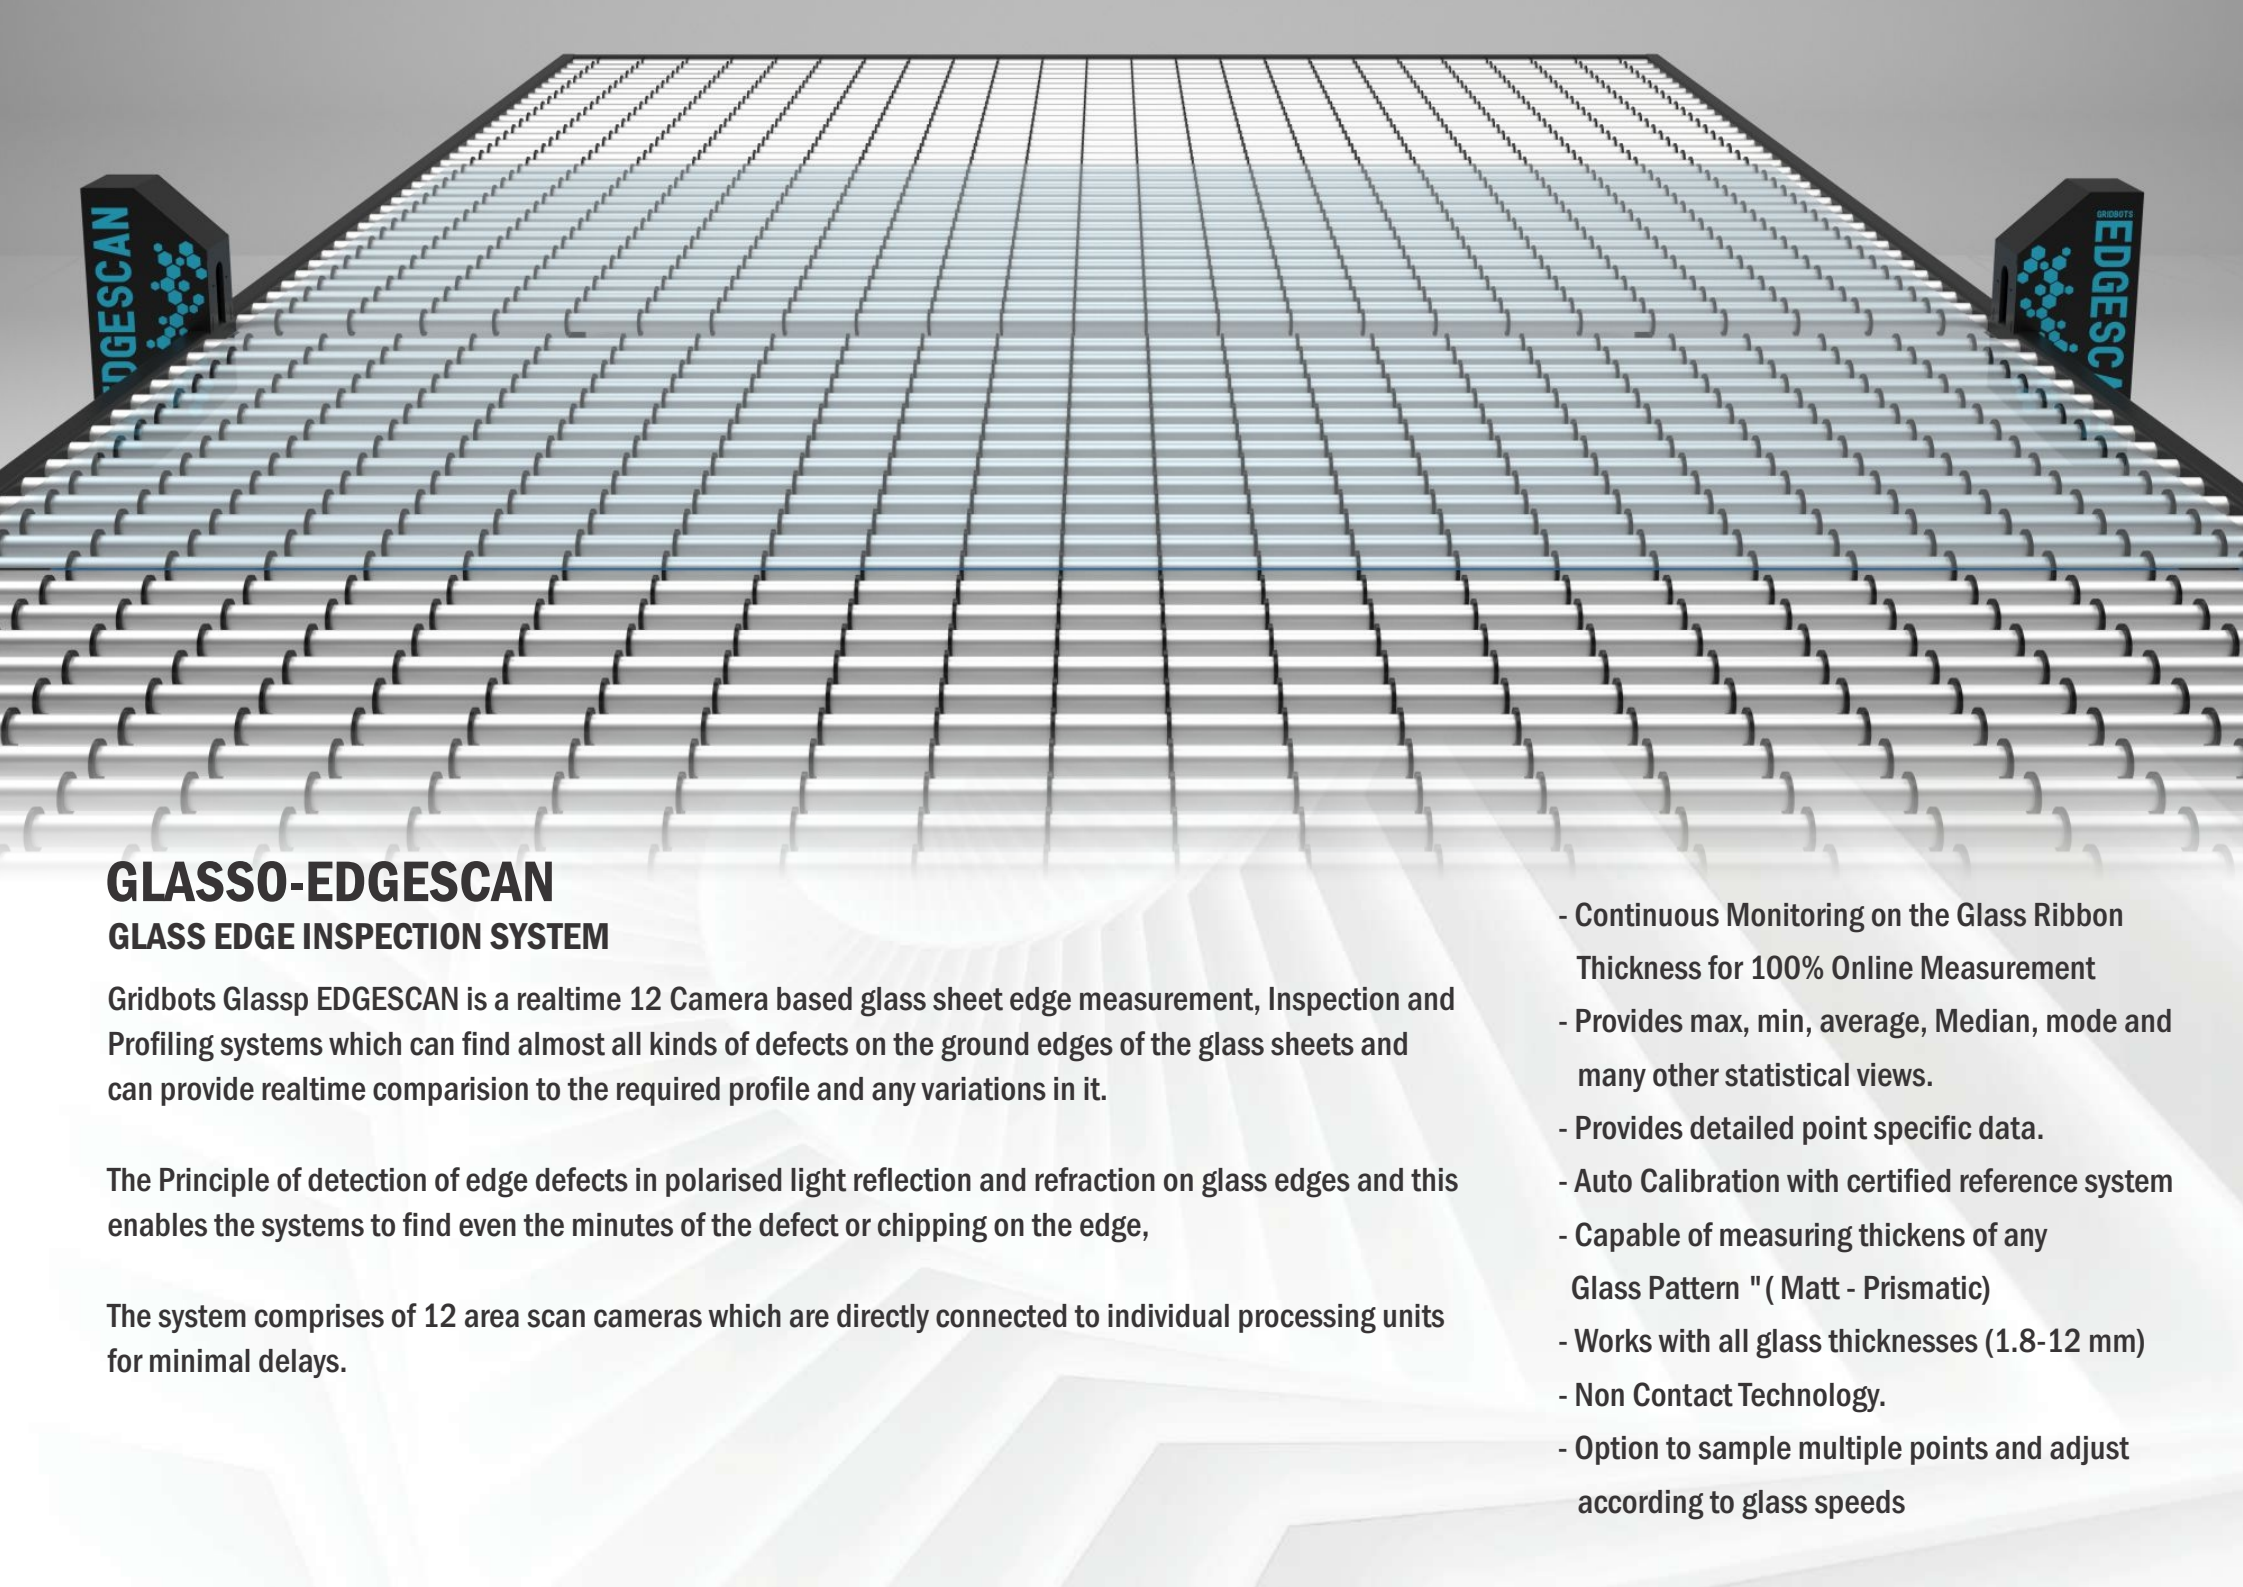 EDGESCAN
GRIDBOTS
EDGESCA
GLASSO-EDGESCAN
GLASS EDGE INSPECTION SYSTEM
Gridbots Glassp EDGESCAN is a realtime 12 Camera based glass sheet edge measurement, Inspection and
Profiling systems which can find almost all kinds of defects on the ground edges of the glass sheets and
can provide realtime comparision to the required profile and any variations in it.
The Principle of detection of edge defects in polarised light reflection and refraction on glass edges and this
enables the systems to find even the minutes of the defect or chipping on the edge,
The system comprises of 12 area scan cameras which are directly connected to individual processing units
for minimal delays.
- Continuous Monitoring on the Glass Ribbon
Thickness for 100% Online Measurement
- Provides max, min, average, Median, mode and
many other statistical views.
- Provides detailed point specific data.
- Auto Calibration with certified reference system
- Capable of measuring thickens of any
Glass Pattern "( Matt - Prismatic)
- Works with all glass thicknesses (1.8-12 mm)
- Non Contact Technology.
- Option to sample multiple points and adjust
according to glass speeds